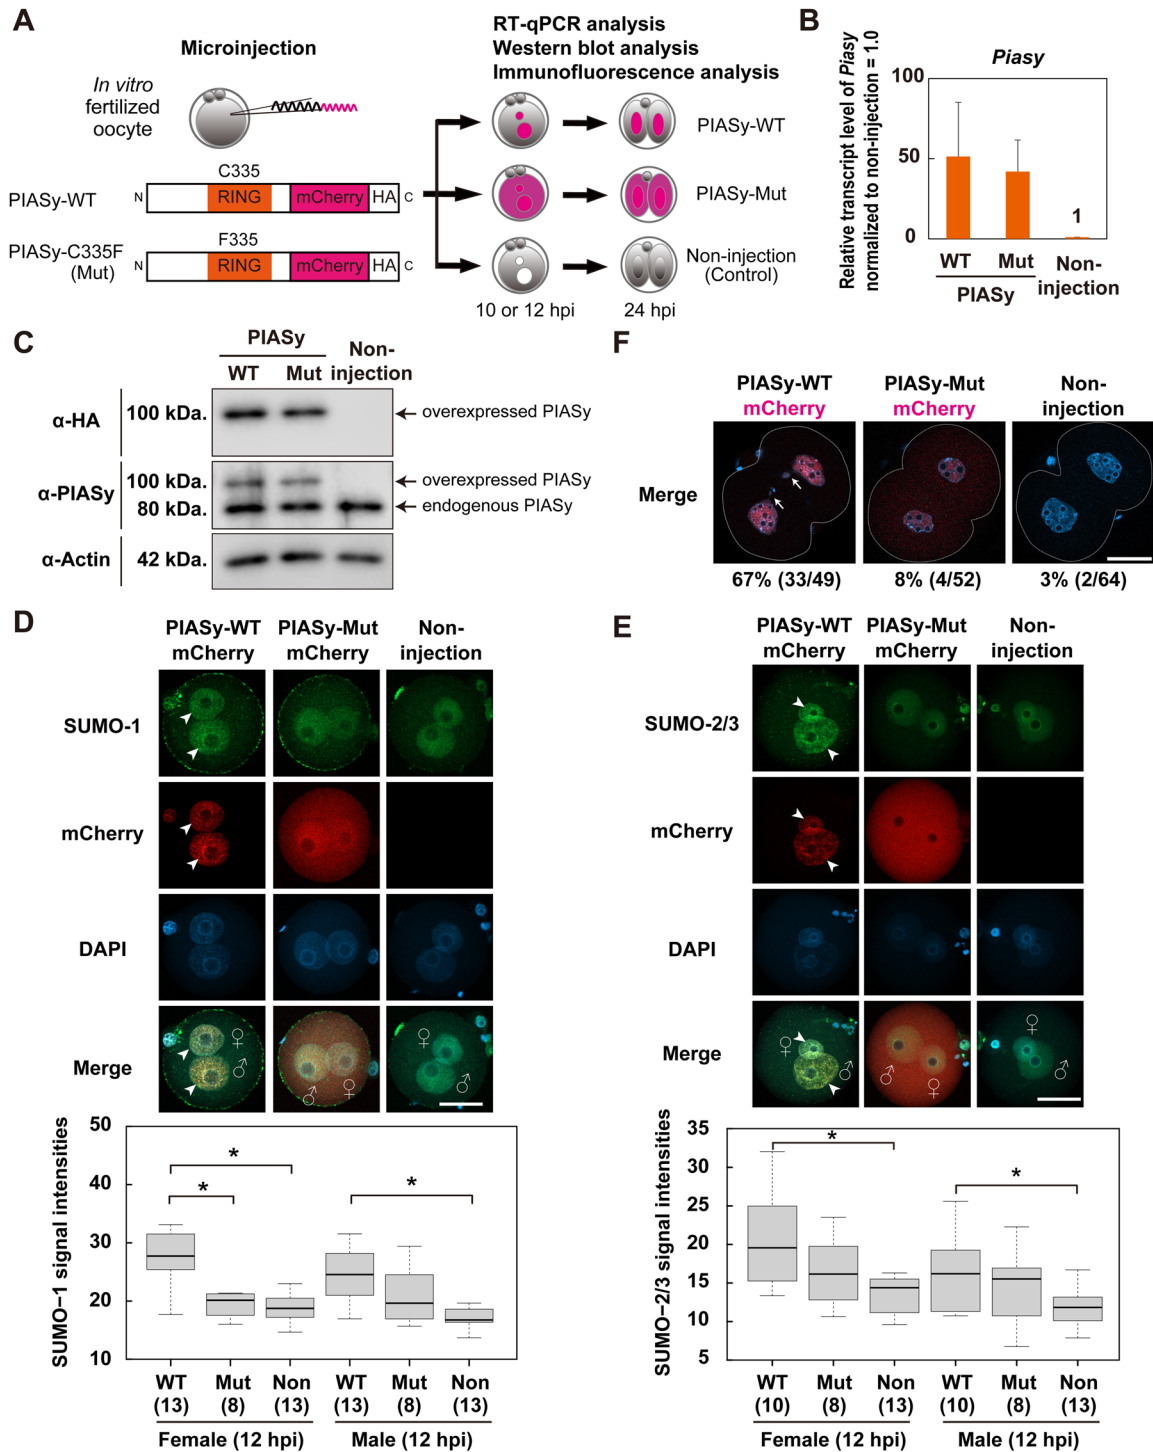 A
Microinjection
In vitro
fertilized
oocyte
RT-qPCR analysis
Western blot analysis
Immunofluorescence analysis
C335
PIASy-WT
N
RING
mCherry
HA
C
F335
PIASy-C335F
(Mut)
N
RING
mCherry
HA
C
PIASy-WT
PIASy-Mut
Non-injection
(Control)
10 or 12 hpi
24 hpi
B
Relative transcript level of Piasy
normalized to non-injection = 1.0
Piasy
100
50
0
1
WT
Mut
Non-
injection
PIASy
C
PIASy
Non-
injection
WT
Mut
α-HA
100 kDa.
overexpressed PIASy
α-PIASy
100 kDa.
overexpressed PIASy
80 kDa.
endogenous PIASy
α-Actin
42 kDa.
F
PIASy-WT
mCherry
PIASy-Mut
mCherry
Non-
injection
Merge
67% (33/49)
8% (4/52)
3% (2/64)
D
PIASy-WT
mCherry
PIASy-Mut
mCherry
Non-
injection
SUMO-1
mCherry
DAPI
Merge
♀
♂
♂
♀
♀
♂
SUMO−1 signal intensities
50
40
30
20
10
*
*
*
WT
(13)
Mut
(8)
Non
(13)
WT
(13)
Mut
(8)
Non
(13)
Female (12 hpi)
Male (12 hpi)
E
PIASy-WT
mCherry
PIASy-Mut
mCherry
Non-
injection
SUMO-2/3
mCherry
DAPI
Merge
♀
♂
♂
♀
♀
♂
SUMO−2/3 signal intensities
35
30
25
20
15
10
5
*
*
WT
(10)
Mut
(8)
Non
(13)
WT
(10)
Mut
(8)
Non
(13)
Female (12 hpi)
Male (12 hpi)